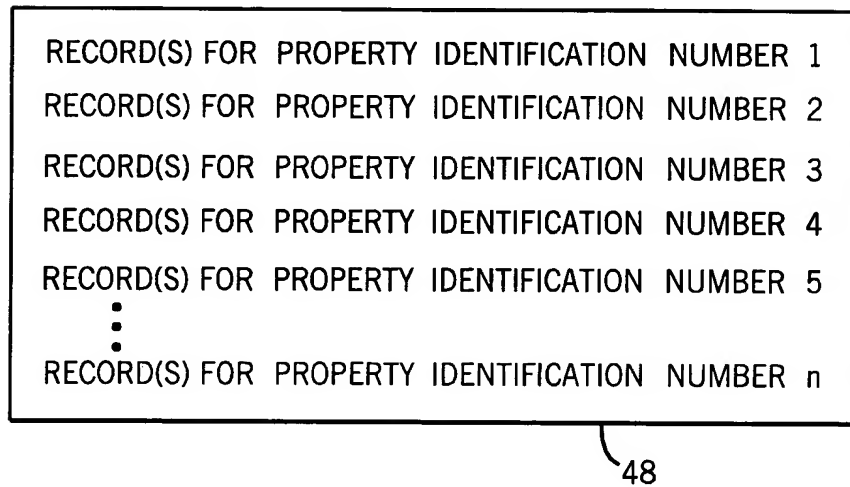 RECORD(S) FOR PROPERTY IDENTIFICATION NUMBER 1
RECORD(S) FOR PROPERTY IDENTIFICATION NUMBER 2
RECORD(S) FOR PROPERTY IDENTIFICATION NUMBER 3
RECORD(S) FOR PROPERTY IDENTIFICATION NUMBER 4
RECORD(S) FOR PROPERTY IDENTIFICATION NUMBER 5
RECORD(S) FOR PROPERTY IDENTIFICATION NUMBER n
48